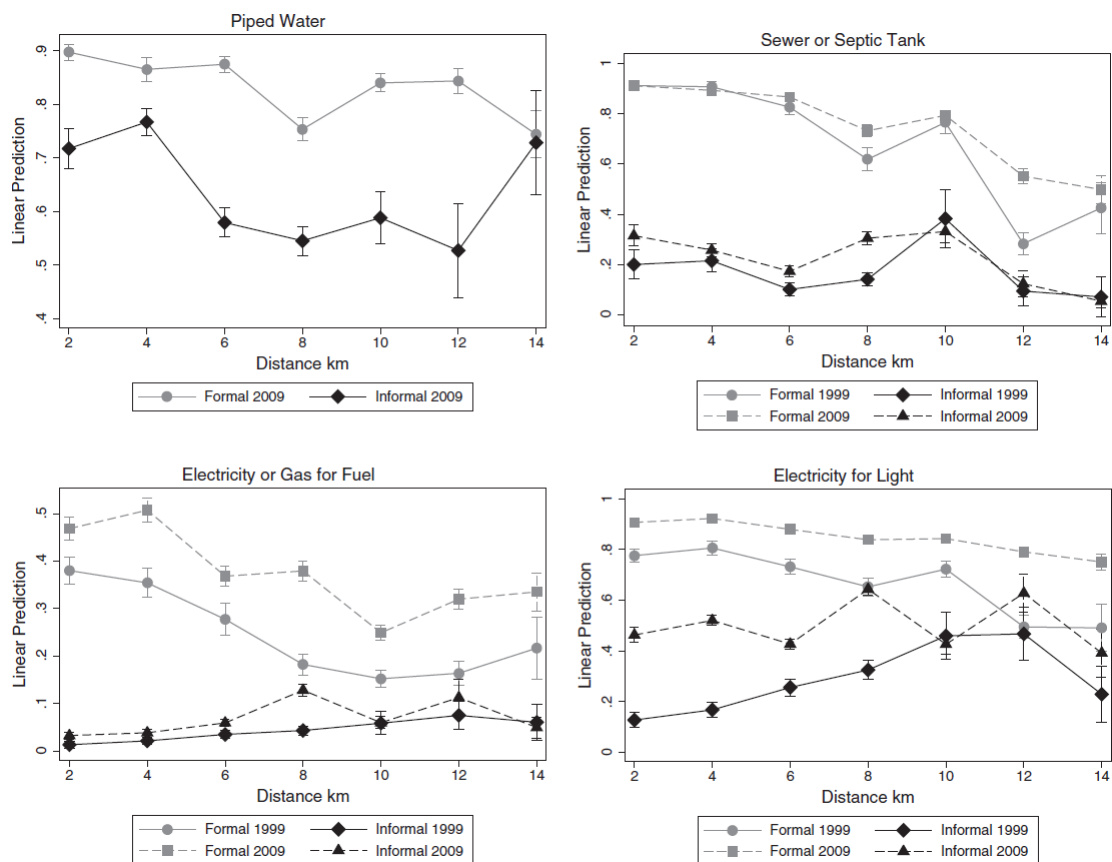 Piped Water
Linear Prediction
.9
.8
.7
.6
.5
.4
2 4 6 8 10 12 14
Distance km
Formal 2009 Informal 2009
Sewer or Septic Tank
Linear Prediction
1
.8
.6
.4
.2
0
2 4 6 8 10 12 14
Distance km
Formal 1999 Informal 1999
Formal 2009 Informal 2009
Electricity or Gas for Fuel
Linear Prediction
.5
.4
.3
.2
.1
0
2 4 6 8 10 12 14
Distance km
Formal 1999 Informal 1999
Formal 2009 Informal 2009
Electricity for Light
Linear Prediction
1
.8
.6
.4
.2
0
2 4 6 8 10 12 14
Distance km
Formal 1999 Informal 1999
Formal 2009 Informal 2009